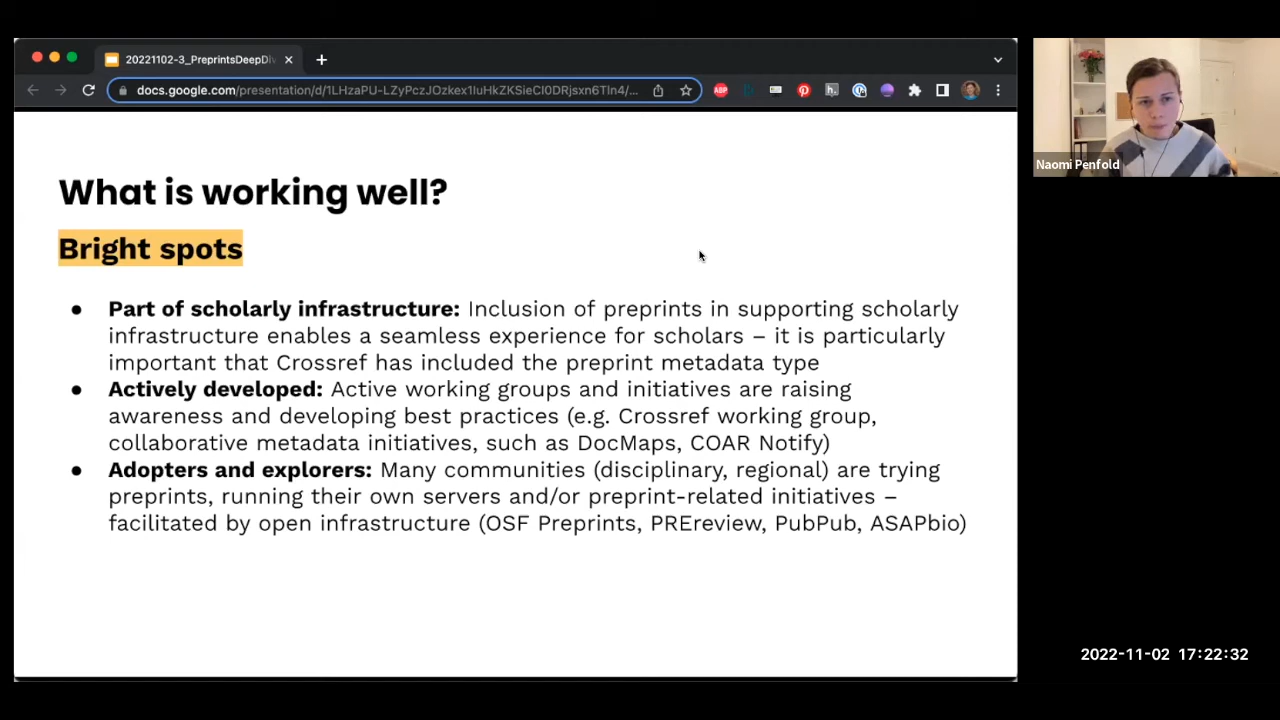 20221102-3_PreprintsDeepDi
docs.google.com/presentation/d/1LHzaPU-LZyPczJOzkex1IuHkZKSieCI0DRjsxn6Tln4/...
ABP
What is working well?
Bright spots
● Part of scholarly infrastructure: Inclusion of preprints in supporting scholarly
infrastructure enables a seamless experience for scholars – it is particularly
important that Crossref has included the preprint metadata type
● Actively developed: Active working groups and initiatives are raising
awareness and developing best practices (e.g. Crossref working group,
collaborative metadata initiatives, such as DocMaps, COAR Notify)
● Adopters and explorers: Many communities (disciplinary, regional) are trying
preprints, running their own servers and/or preprint-related initiatives –
facilitated by open infrastructure (OSF Preprints, PREreview, PubPub, ASAPbio)
Naomi Penfold
2022-11-02 17:22:32